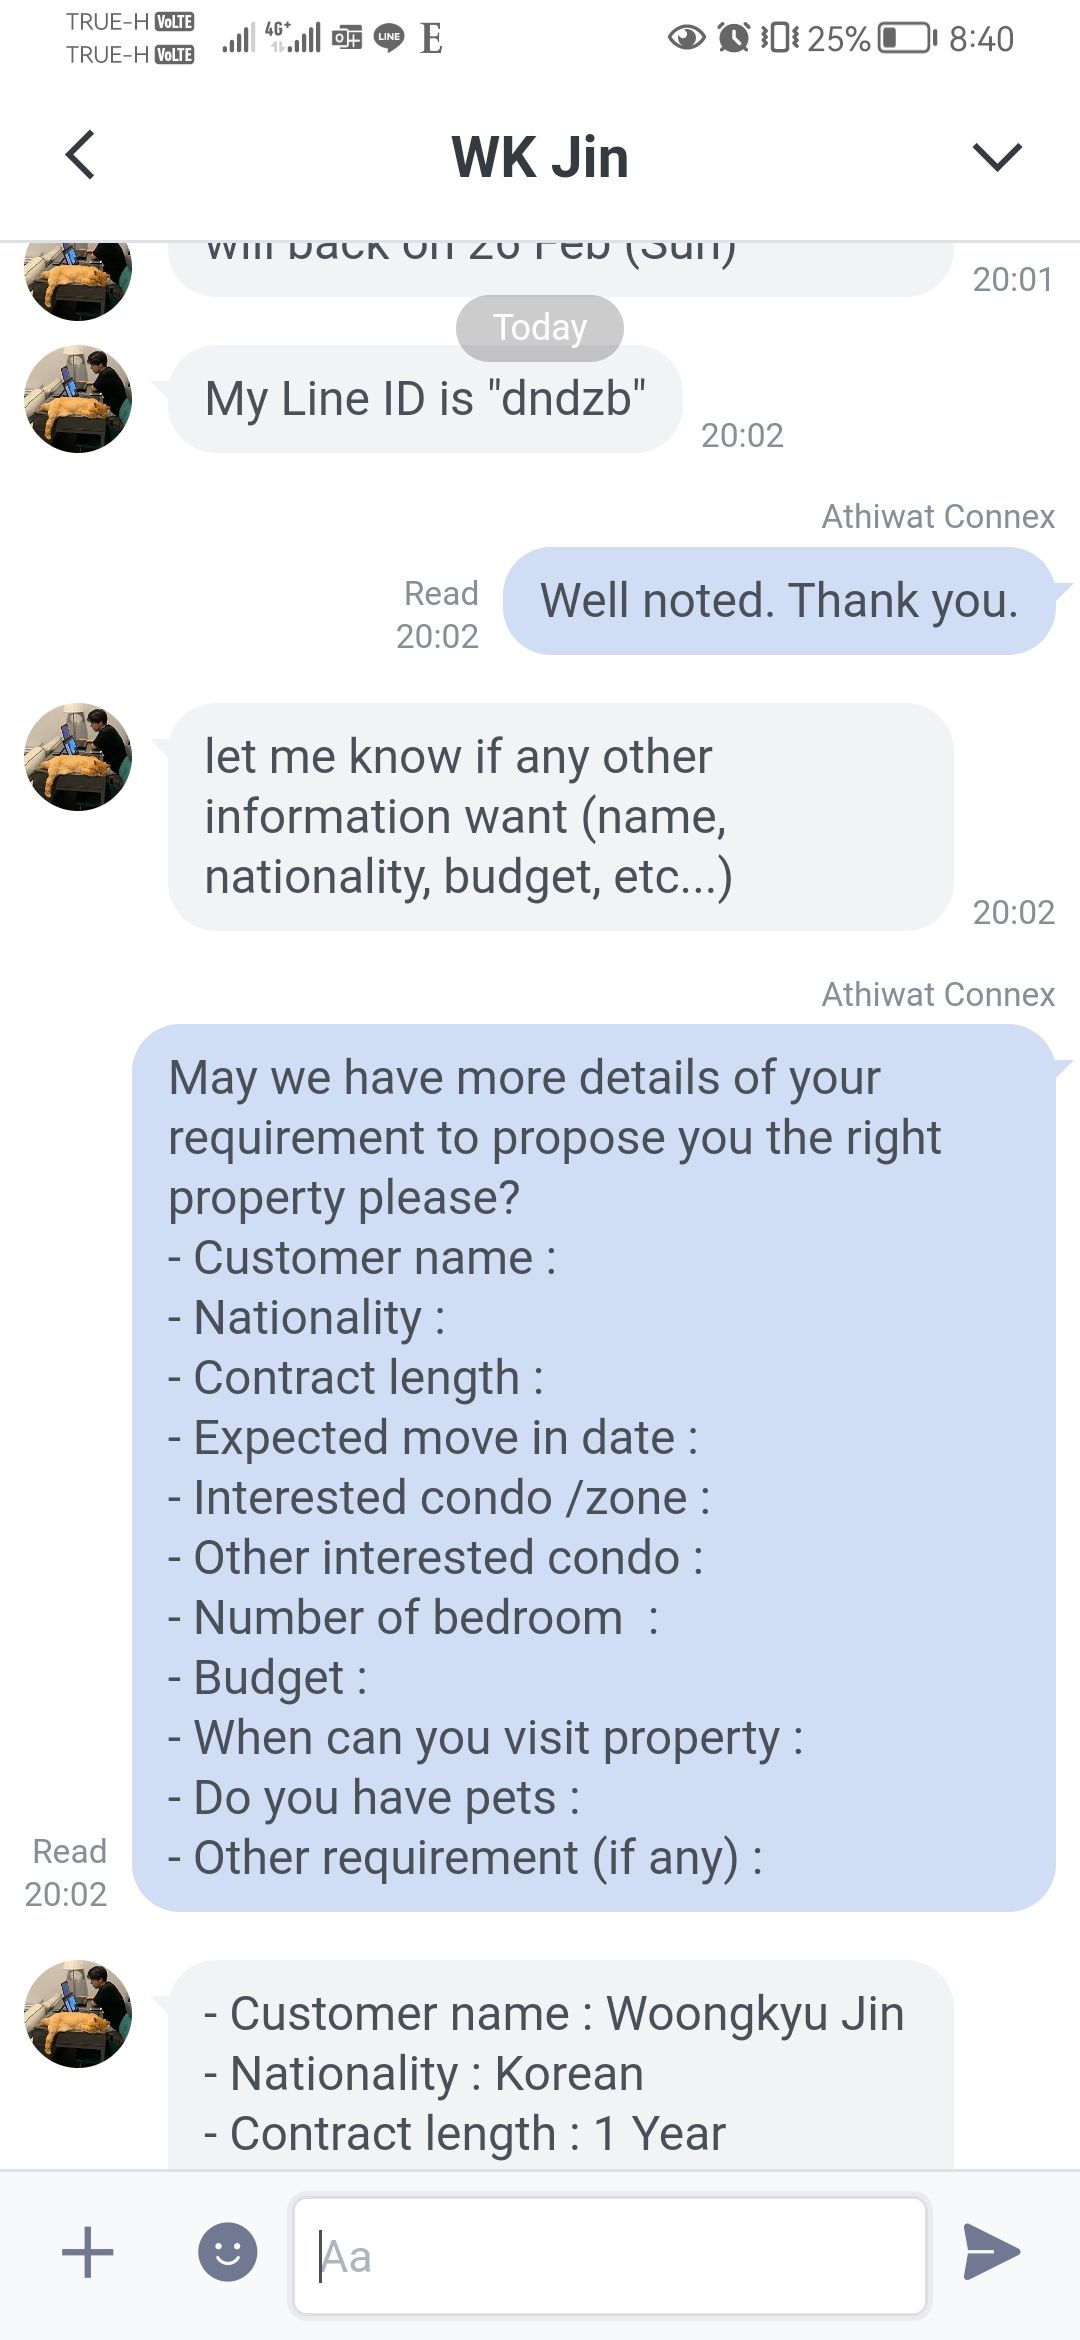 TRUE-H VoLTE
TRUE-H VoLTE
4G+
LINE
E
25%
8:40
WK Jin
will back on 26 Feb (Sun)
20:01
Today
My Line ID is "dndzb"
20:02
Athiwat Connex
Well noted. Thank you.
Read
20:02
let me know if any other
information want (name,
nationality, budget, etc...)
20:02
Athiwat Connex
May we have more details of your
requirement to propose you the right
property please?
- Customer name :
- Nationality :
- Contract length :
- Expected move in date :
- Interested condo /zone :
- Other interested condo :
- Number of bedroom  :
- Budget :
- When can you visit property :
- Do you have pets :
- Other requirement (if any) :
Read
20:02
- Customer name : Woongkyu Jin
- Nationality : Korean
- Contract length : 1 Year
Aa